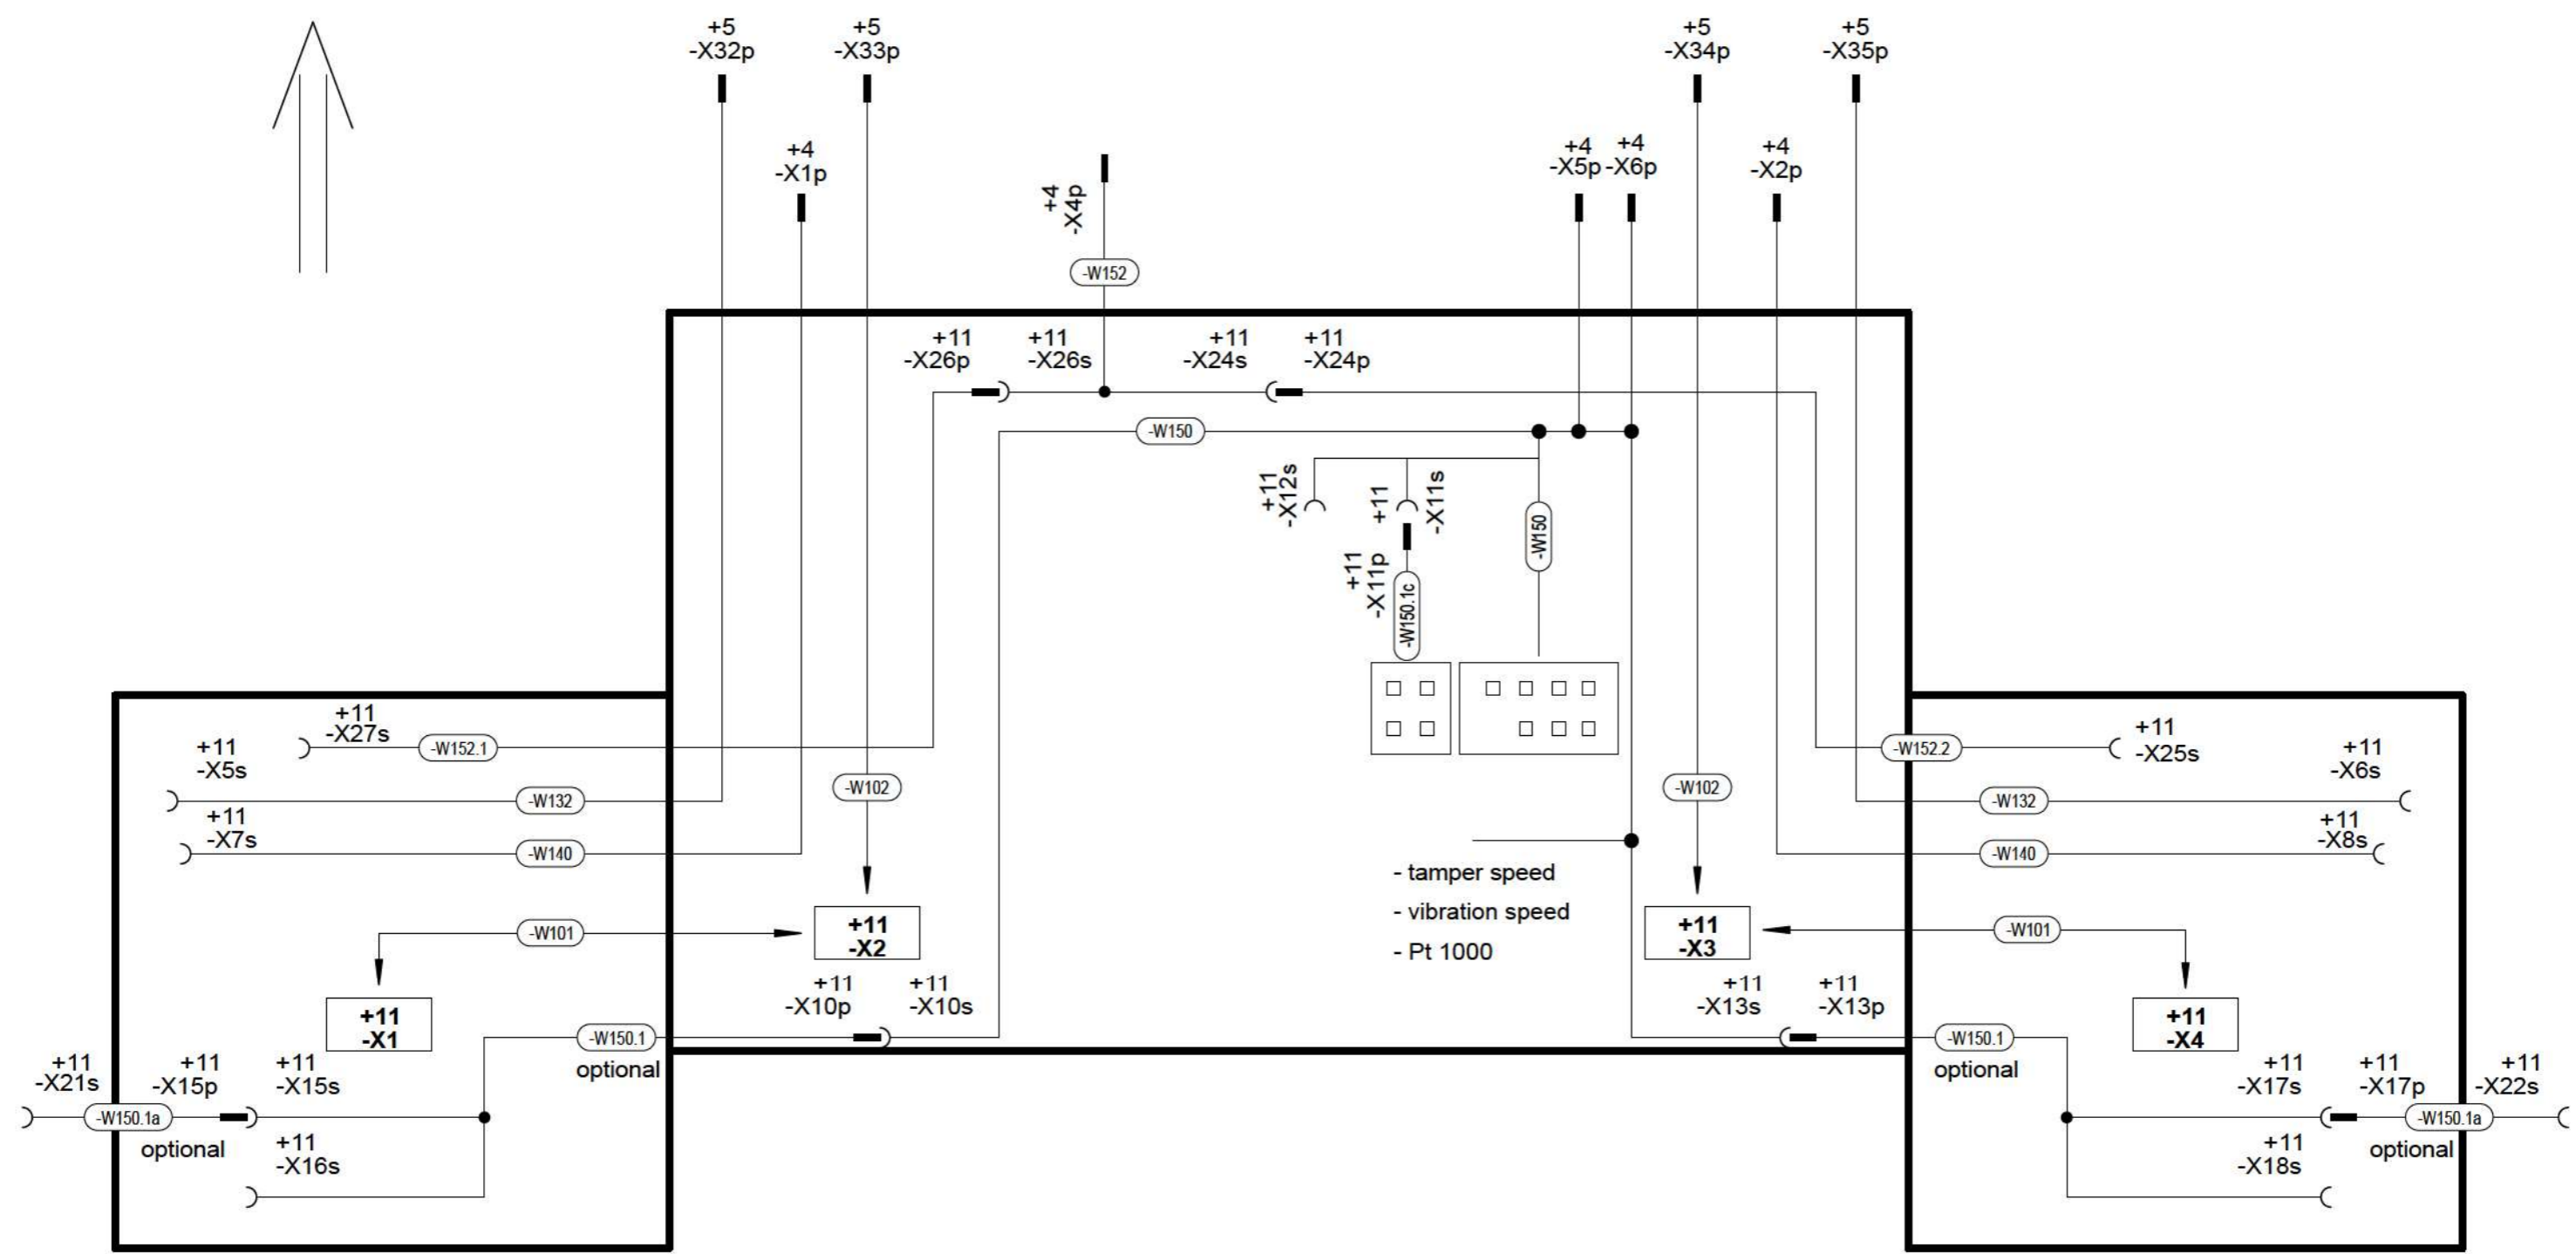 +5
-X32p
+5
-X33p
+5
-X34p
+5
-X35p
+4
-X1p
+4
-X4p
+4
-X5p
+4
-X6p
+4
-X2p
-W152
+11
-X26p
+11
-X26s
+11
-X24s
+11
-X24p
-W150
+11
-X12s
+11
-X11s
+11
-X11p
-W150.1c
-W150
+11
-X27s
-W152.1
+11
-X5s
-W132
+11
-X7s
-W140
-W102
-W102
-W152.2
+11
-X25s
+11
-X6s
-W132
+11
-X8s
-W140
- tamper speed
- vibration speed
- Pt 1000
-W101
+11
-X2
+11
-X3
-W101
+11
-X1
+11
-X10p
+11
-X10s
+11
-X13s
+11
-X13p
+11
-X4
-W150.1
optional
-W150.1
optional
+11
-X21s
+11
-X15p
+11
-X15s
-W150.1a
optional
+11
-X16s
+11
-X17s
+11
-X17p
+11
-X22s
-W150.1a
optional
+11
-X18s